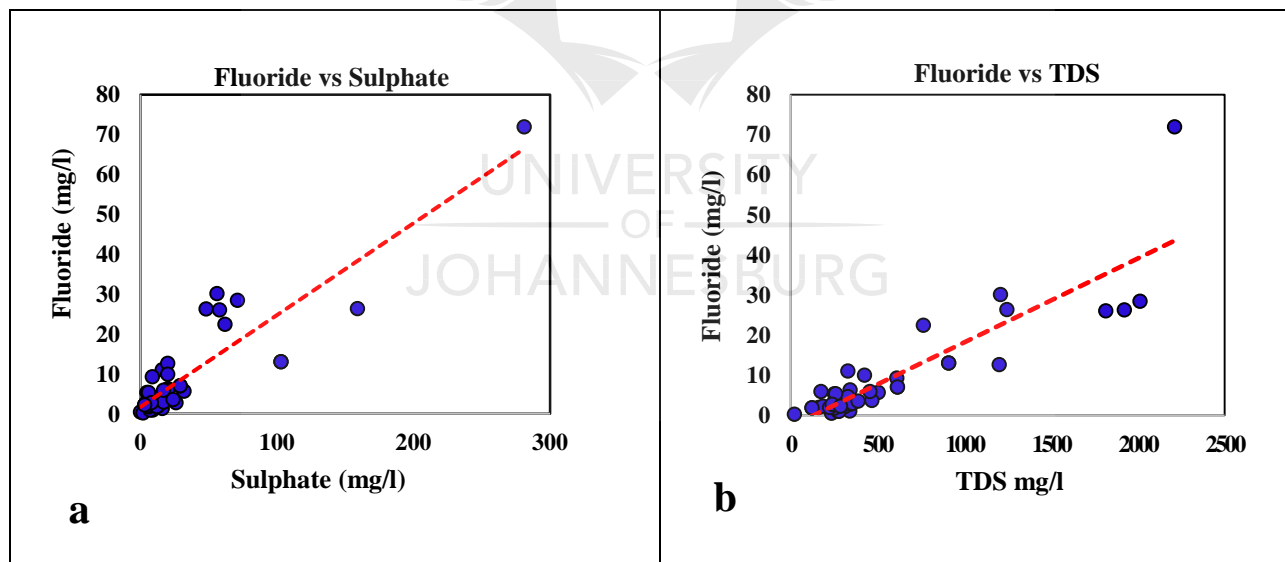 Fluoride vs Sulphate
80
70
60
50
40
30
20
10
0
0 100 200 300
Fluoride (mg/l)
Sulphate (mg/l)
a
Fluoride vs TDS
80
70
60
50
40
30
20
10
0
0 500 1000 1500 2000 2500
Fluoride (mg/l)
TDS mg/l
b
UNIVERSITY
OF
JOHANNESBURG